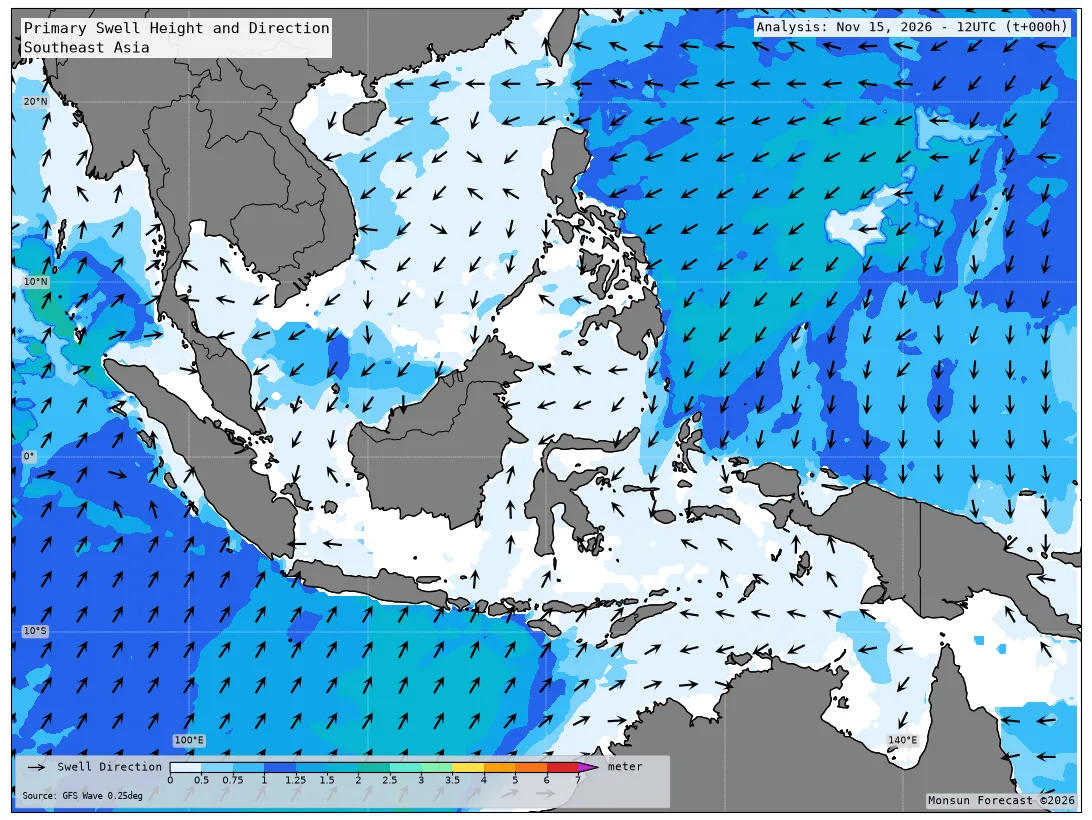 Primary Swell Height and Direction
Southeast Asia
Analysis: Nov 15, 2026 - 12UTC (t+000h)
20°N
10°N
0°
10°S
100°E
140°E
Swell Direction
0 0.5 0.75 1 1.25 1.5 2 2.5 3 3.5 4 5 6 7
meter
Source: GFS Wave 0.25deg
Monsun Forecast ©2026